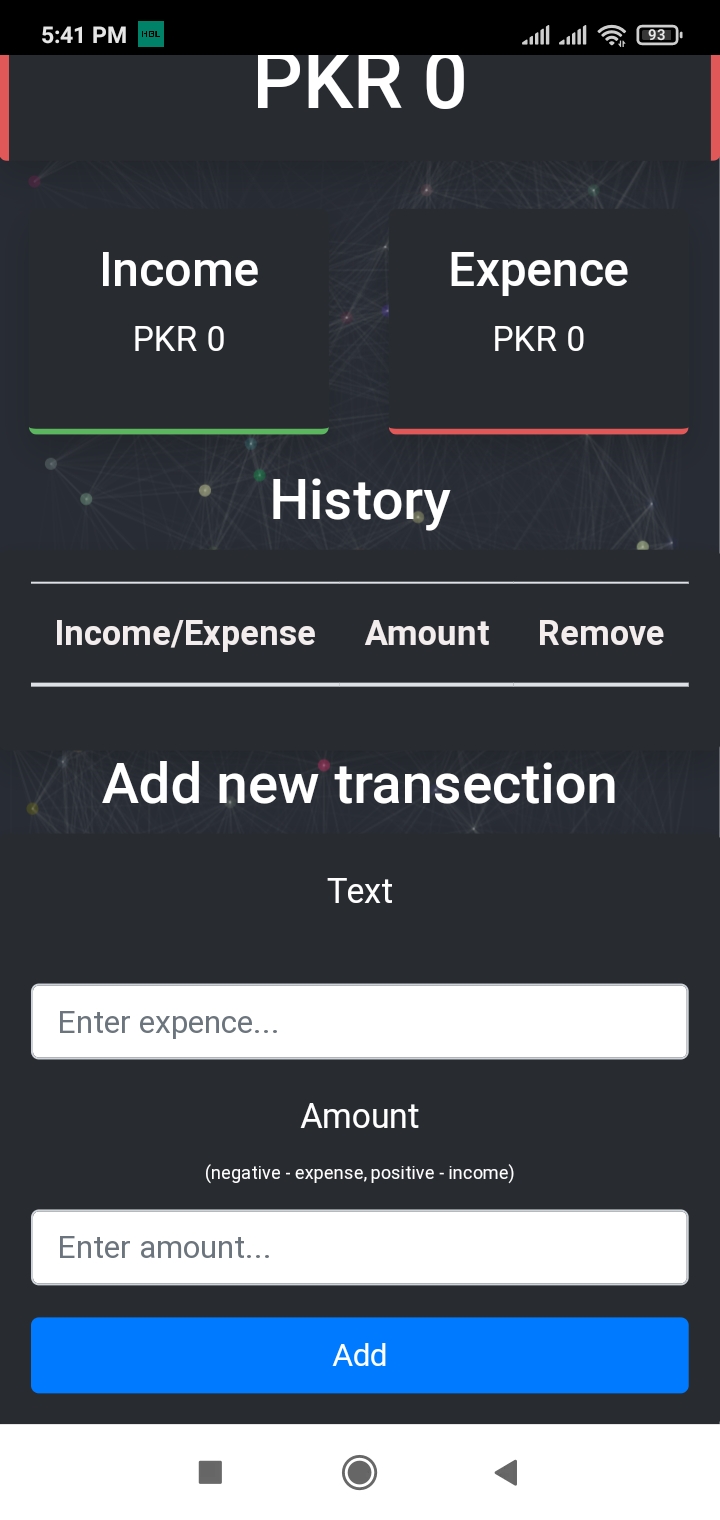 5:41 PM HBL 93
PKR 0
Income Expence
PKR 0 PKR 0
History
Income/Expense Amount Remove
Add new transection
Text
Enter expence...
Amount
(negative - expense, positive - income)
Enter amount...
Add